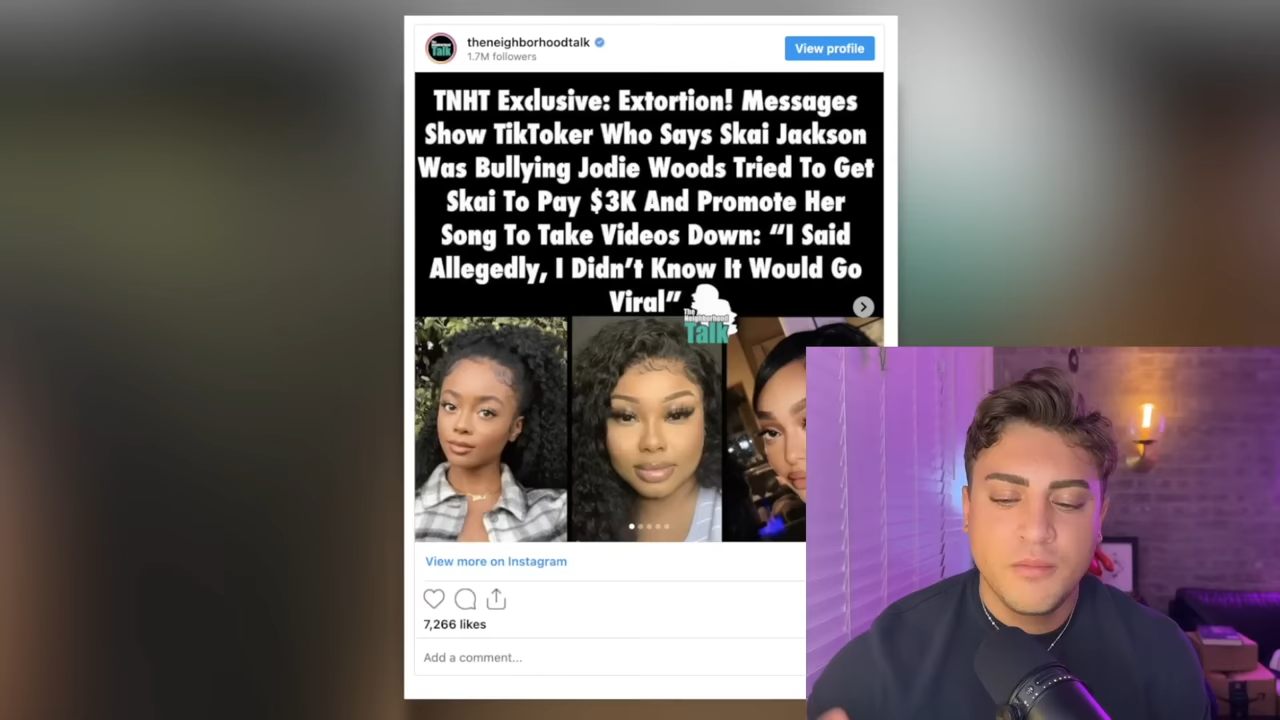 theneighborhoodtalk
1.7M followers
View profile
TNHT Exclusive: Extortion! Messages
Show TikToker Who Says Skai Jackson
Was Bullying Jodie Woods Tried To Get
Skai To Pay $3K And Promote Her
Song To Take Videos Down: “I Said
Allegedly, I Didn’t Know It Would Go
Viral”
The
Neighborhood
Talk
View more on Instagram
7,266 likes
Add a comment...